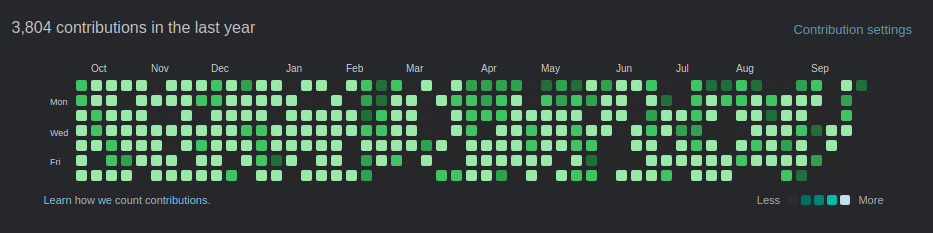 3,804 contributions in the last year
Contribution settings
Oct Nov Dec Jan Feb Mar Apr May Jun Jul Aug Sep
Mon
Wed
Fri
Learn how we count contributions.
Less More